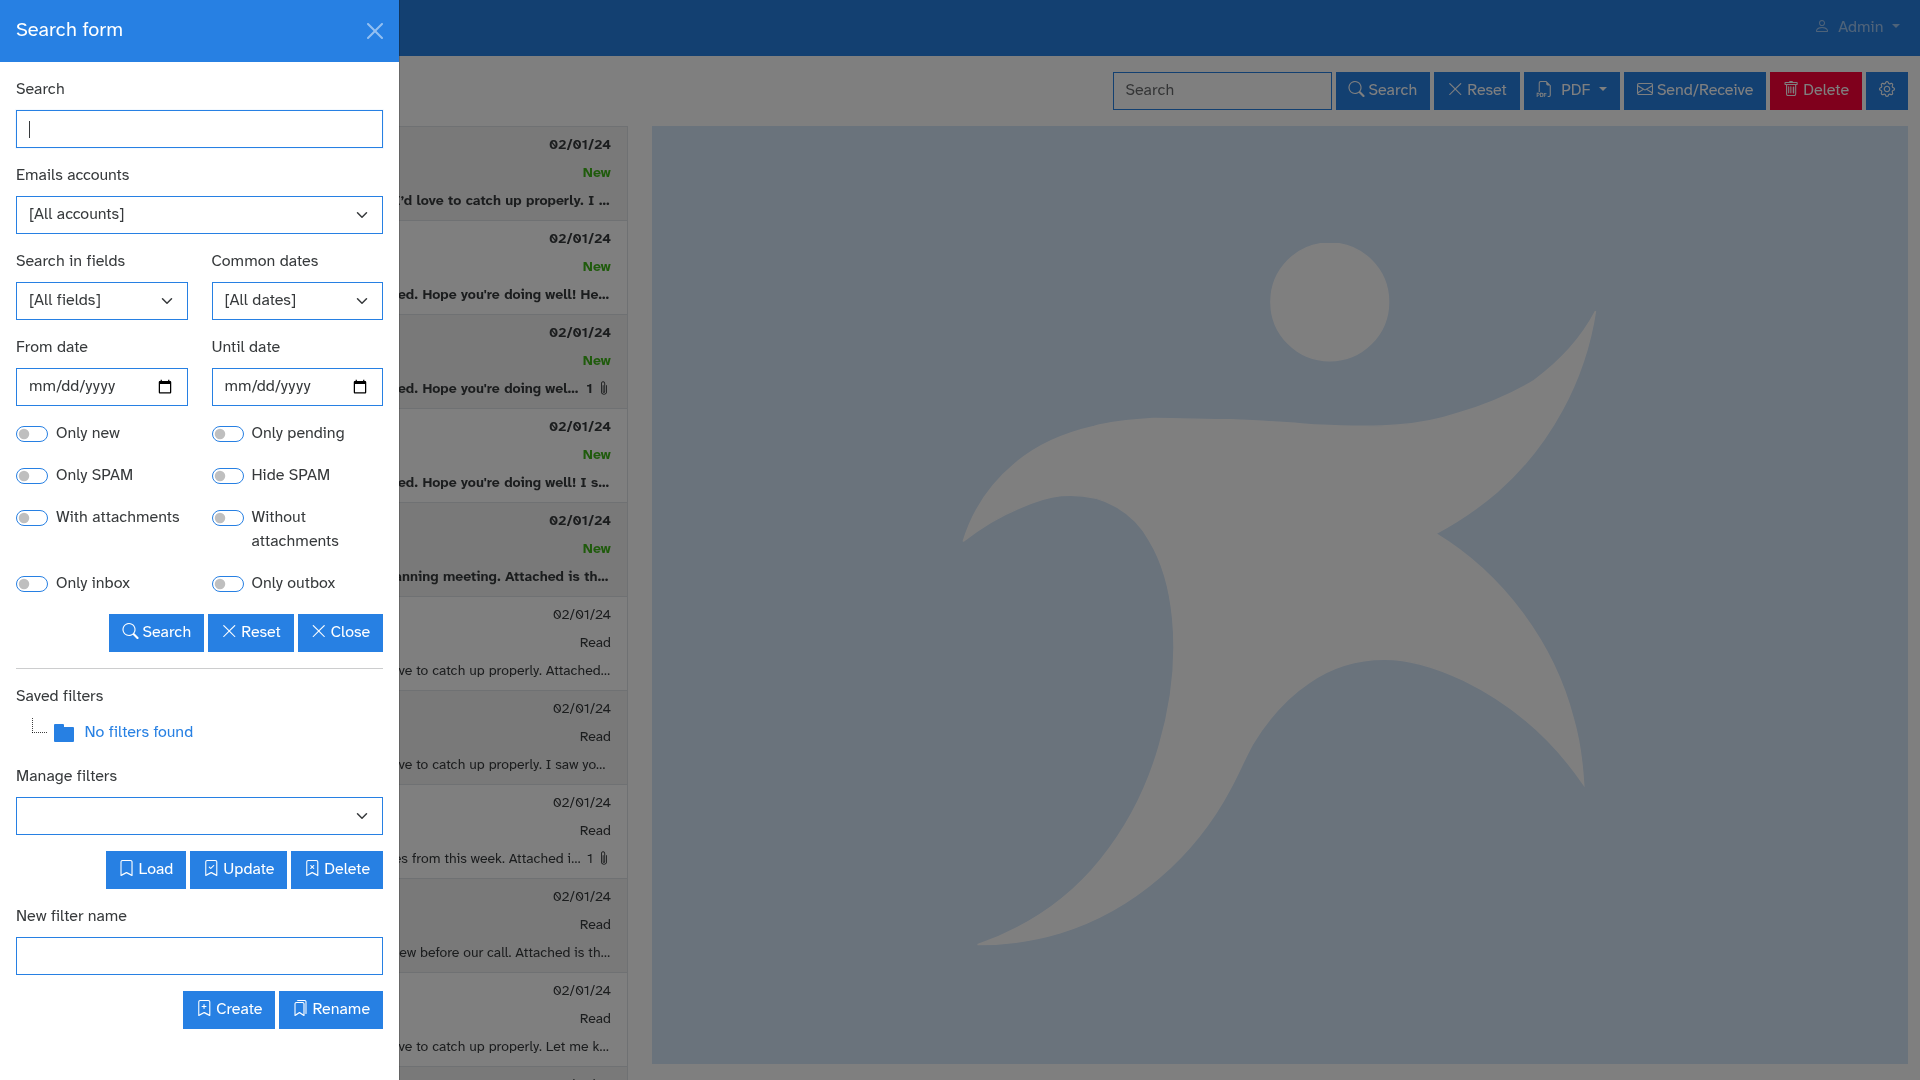 Search form
Search
Emails accounts
[All accounts]
Search in fields
Common dates
[All fields]
[All dates]
From date
Until date
mm/dd/yyyy
mm/dd/yyyy
Only new
Only pending
Only SPAM
Hide SPAM
With attachments
Without
attachments
Only inbox
Only outbox
Search
Reset
Close
Saved filters
No filters found
Manage filters
Load
Update
Delete
New filter name
Create
Rename
Admin
Search
Search
Reset
PDF
Send/Receive
Delete
02/01/24
New
'd love to catch up properly. I ...
02/01/24
New
ed. Hope you're doing well! He...
02/01/24
New
ed. Hope you're doing wel... 1
02/01/24
New
ed. Hope you're doing well! I s...
02/01/24
New
anning meeting. Attached is th...
02/01/24
Read
ve to catch up properly. Attached...
02/01/24
Read
ve to catch up properly. I saw yo...
02/01/24
Read
es from this week. Attached i... 1
02/01/24
Read
ew before our call. Attached is th...
02/01/24
Read
ve to catch up properly. Let me k...